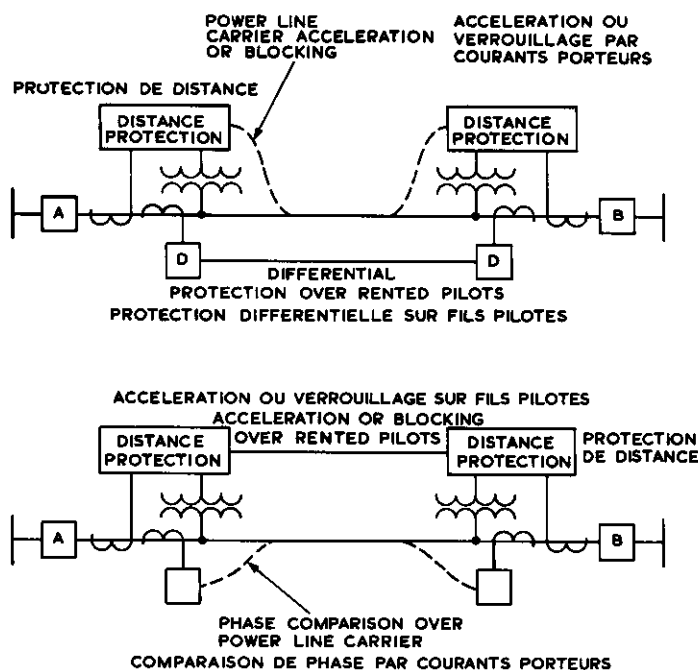 POWER LINE
CARRIER ACCELERATION
OR BLOCKING
ACCELERATION OU
VERROUILLAGE PAR
COURANTS PORTEURS
PROTECTION DE DISTANCE
DISTANCE
PROTECTION
DISTANCE
PROTECTION
A
B
D
D
DIFFERENTIAL
PROTECTION OVER RENTED PILOTS
PROTECTION DIFFERENTIELLE SUR FILS PILOTES
ACCELERATION OU VERROUILLAGE SUR FILS PILOTES
ACCELERATION OR BLOCKING
OVER RENTED PILOTS
DISTANCE
PROTECTION
DISTANCE
PROTECTION
PROTECTION
DE DISTANCE
A
B
PHASE COMPARISON OVER
POWER LINE CARRIER
COMPARAISON DE PHASE PAR COURANTS PORTEURS